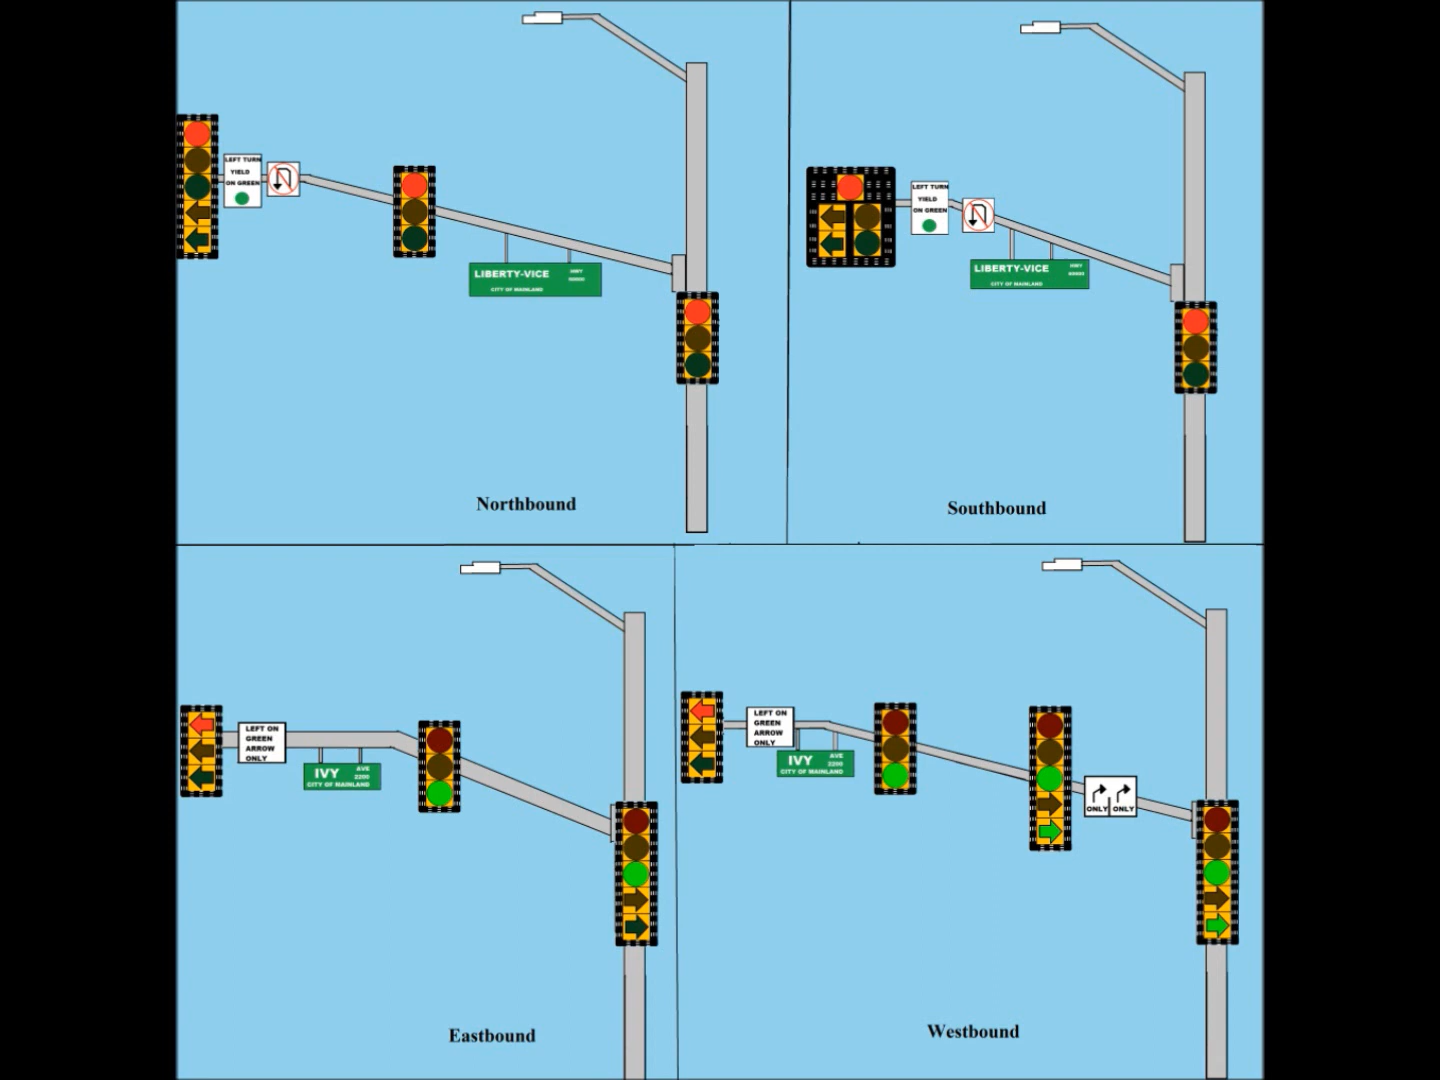 LEFT TURN
YIELD
ON GREEN
LIBERTY-VICE
HWY
CITY OF MAINLAND
Northbound
LEFT TURN
YIELD
ON GREEN
LIBERTY-VICE
HWY
CITY OF MAINLAND
Southbound
LEFT ON
GREEN
ARROW
ONLY
IVY AVE
2200
CITY OF MAINLAND
Eastbound
LEFT ON
GREEN
ARROW
ONLY
IVY AVE
2200
CITY OF MAINLAND
ONLY ONLY
Westbound